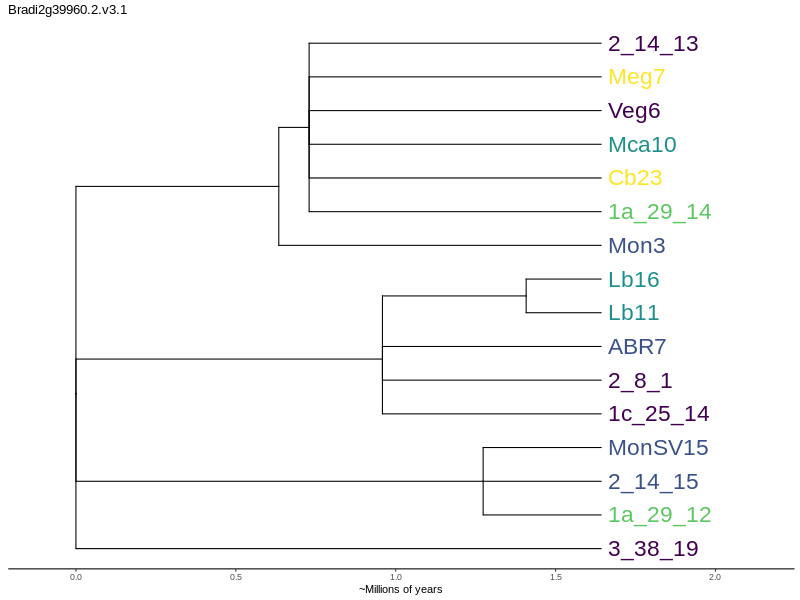 Bradi2g39960.2.v3.1
2_14_13
Meg7
Veg6
Mca10
Cb23
1a_29_14
Mon3
Lb16
Lb11
ABR7
2_8_1
1c_25_14
MonSV15
2_14_15
1a_29_12
3_38_19
0.0 0.5 1.0 1.5 2.0
~Millions of years